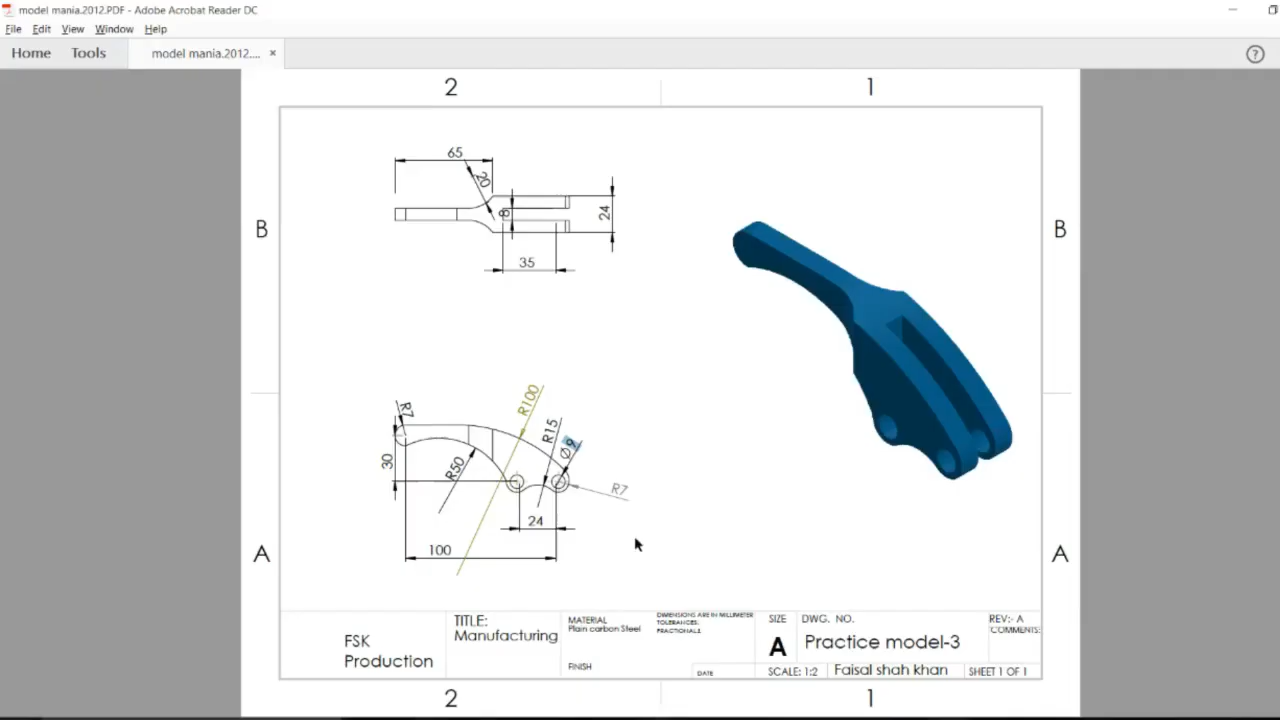 model mania.2012.PDF - Adobe Acrobat Reader DC
File Edit View Window Help
Home Tools model mania.2012.... × ?
2 1
65
20
8
24
35
B B
R7
R100
R15
Ø9
30
R50
R7
24
100
A A
FSK
Production
TITLE:
Manufacturing
MATERIAL
Plain carbon Steel
FINISH
DIMENSIONS ARE IN MILLIMETER
TOLERANCES:
FRACTIONAL±
DATE
SIZE
A
DWG. NO.
Practice model-3
REV:- A
COMMENTS:
SCALE: 1:2
Faisal shah khan
SHEET 1 OF 1
2 1